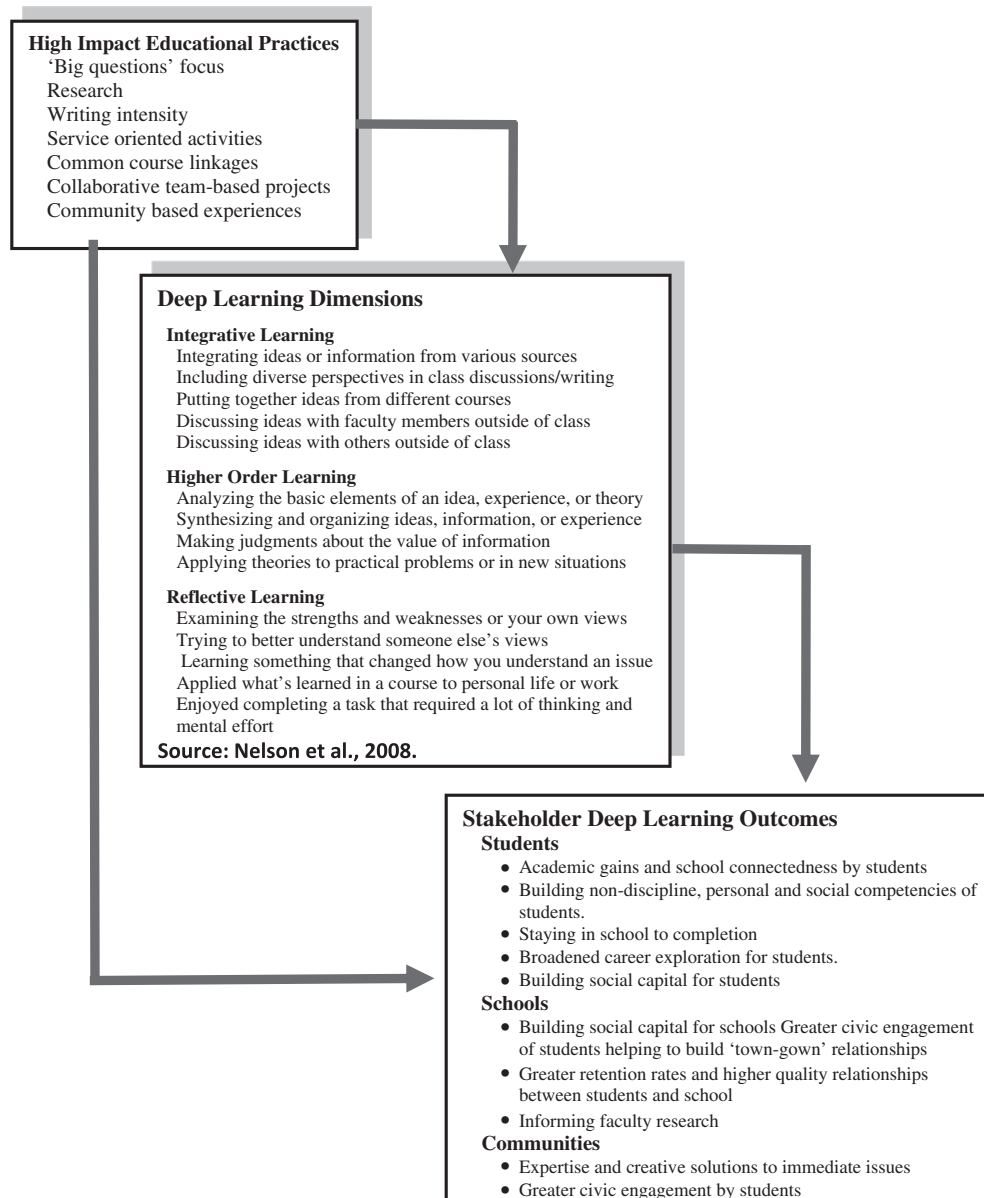 High Impact Educational Practices
‘Big questions’ focus
Research
Writing intensity
Service oriented activities
Common course linkages
Collaborative team-based projects
Community based experiences
Deep Learning Dimensions
Integrative Learning
Integrating ideas or information from various sources
Including diverse perspectives in class discussions/writing
Putting together ideas from different courses
Discussing ideas with faculty members outside of class
Discussing ideas with others outside of class
Higher Order Learning
Analyzing the basic elements of an idea, experience, or theory
Synthesizing and organizing ideas, information, or experience
Making judgments about the value of information
Applying theories to practical problems or in new situations
Reflective Learning
Examining the strengths and weaknesses or your own views
Trying to better understand someone else’s views
Learning something that changed how you understand an issue
Applied what’s learned in a course to personal life or work
Enjoyed completing a task that required a lot of thinking and
mental effort
Source: Nelson et al., 2008.
Stakeholder Deep Learning Outcomes
Students
• Academic gains and school connectedness by students
• Building non-discipline, personal and social competencies of
students.
• Staying in school to completion
• Broadened career exploration for students.
• Building social capital for students
Schools
• Building social capital for schools Greater civic engagement
of students helping to build ‘town-gown’ relationships
• Greater retention rates and higher quality relationships
between students and school
• Informing faculty research
Communities
• Expertise and creative solutions to immediate issues
• Greater civic engagement by students